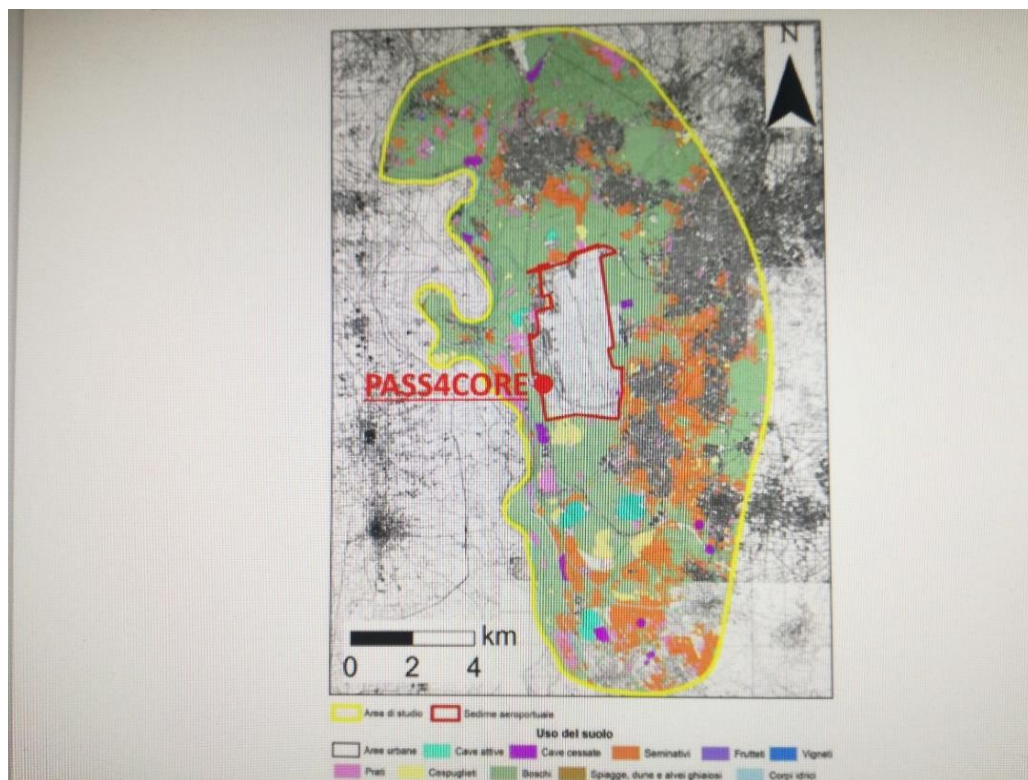 N
PASS4CORE
km
0 2 4
Area di studio Sedime aeroportuale
Uso del suolo
Aree urbane Cave attive Cave cessate Seminativi Frutteti Vigneti
Prati Cespuglieti Boschi Spiagge, dune e alvei ghiaiosi Corpi idrici